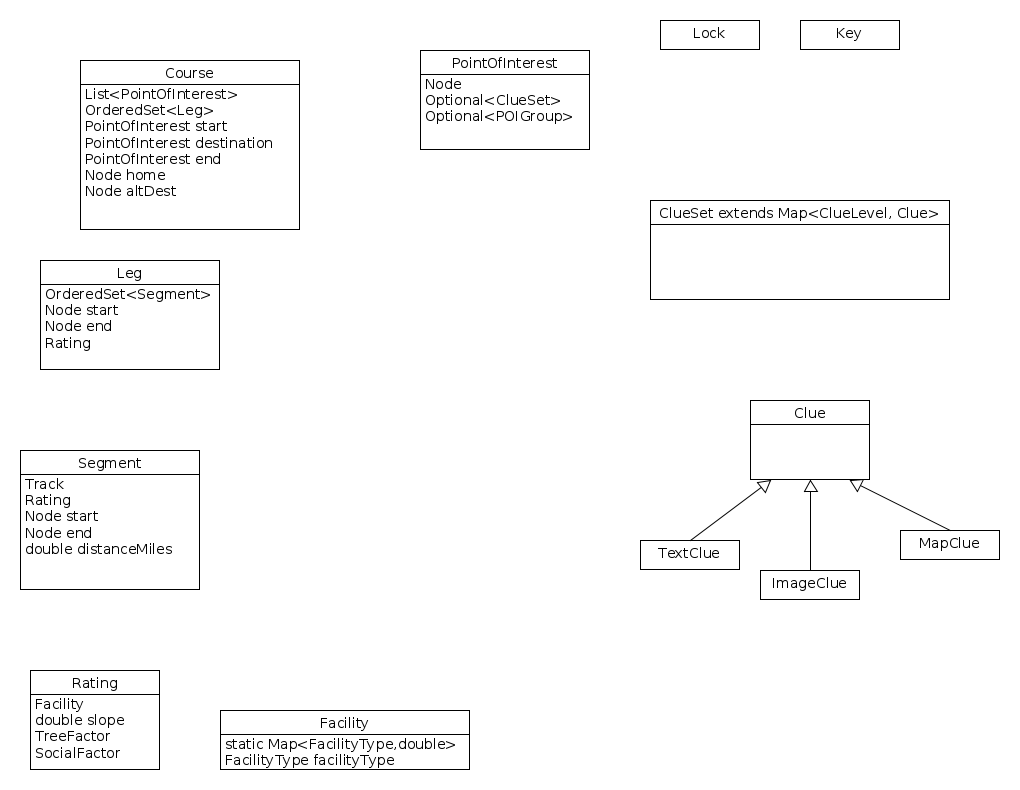 Lock
Key
Course
List<PointOfInterest>
OrderedSet<Leg>
PointOfInterest start
PointOfInterest destination
PointOfInterest end
Node home
Node altDest
PointOfInterest
Node
Optional<ClueSet>
Optional<POIGroup>
ClueSet extends Map<ClueLevel, Clue>
Leg
OrderedSet<Segment>
Node start
Node end
Rating
Clue
Segment
Track
Rating
Node start
Node end
double distanceMiles
TextClue
ImageClue
MapClue
Rating
Facility
double slope
TreeFactor
SocialFactor
Facility
static Map<FacilityType,double>
FacilityType facilityType